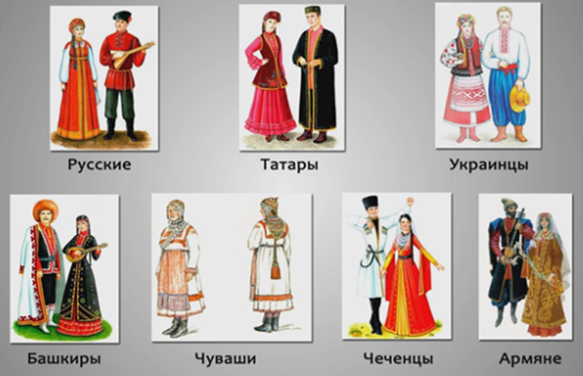 Русские
Татары
Украинцы
Башкиры
Чуваши
Чеченцы
Армяне